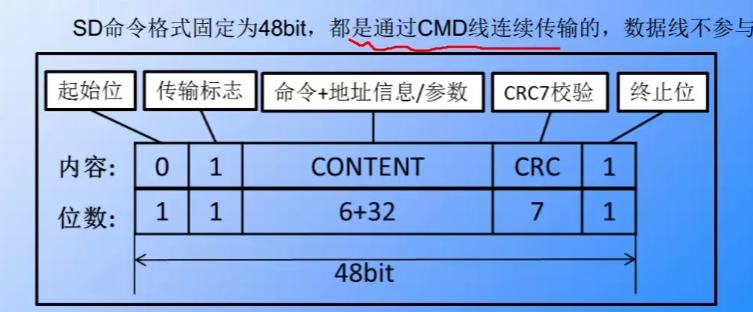 SD命令格式固定为48bit，都是通过CMD线连续传输的，数据线不参与
起始位 传输标志 命令+地址信息/参数 CRC7校验 终止位
内容: 0 1 CONTENT CRC 1
位数: 1 1 6+32 7 1
48bit